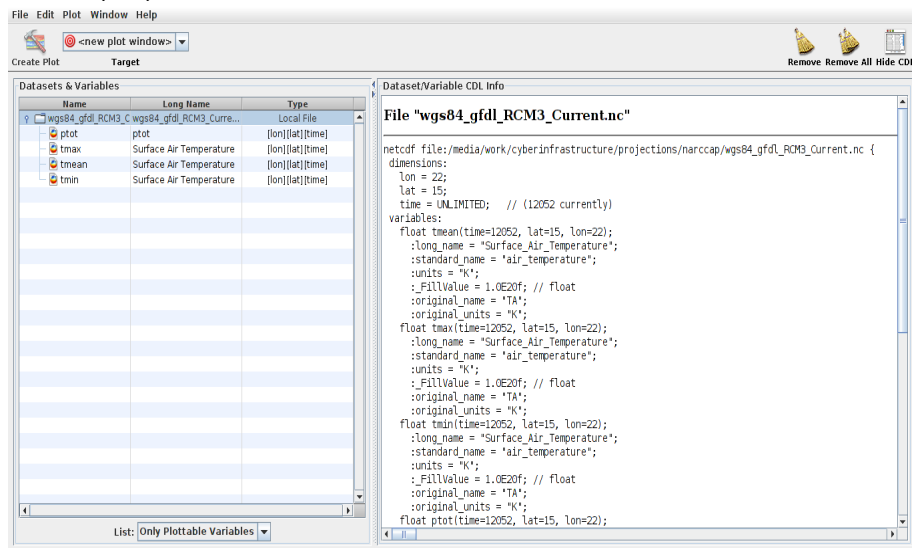 File Edit Plot Window Help
<new plot window>
Create Plot Target
Remove Remove All Hide CDL
Datasets & Variables
Name Long Name Type
wgs84_gfdl_RCM3_C wgs84_gfdl_RCM3_Curre... Local File
ptot ptot [lon][lat][time]
tmax Surface Air Temperature [lon][lat][time]
tmean Surface Air Temperature [lon][lat][time]
tmin Surface Air Temperature [lon][lat][time]
List: Only Plottable Variables
Dataset/Variable CDL Info
File "wgs84_gfdl_RCM3_Current.nc"
netcdf file:/media/work/cyberinfrastructure/projections/narccap/wgs84_gfdl_RCM3_Current.nc {
dimensions:
lon = 22;
lat = 15;
time = UNLIMITED; // (12052 currently)
variables:
float tmean(time=12052, lat=15, lon=22);
:long_name = "Surface_Air_Temperature";
:standard_name = "air_temperature";
:units = "K";
:_FillValue = 1.0E20f; // float
:original_name = "TA";
:original_units = "K";
float tmax(time=12052, lat=15, lon=22);
:long_name = "Surface_Air_Temperature";
:standard_name = "air_temperature";
:units = "K";
:_FillValue = 1.0E20f; // float
:original_name = "TA";
:original_units = "K";
float tmin(time=12052, lat=15, lon=22);
:long_name = "Surface_Air_Temperature";
:standard_name = "air_temperature";
:units = "K";
:_FillValue = 1.0E20f; // float
:original_name = "TA";
:original_units = "K";
float ptot(time=12052, lat=15, lon=22);